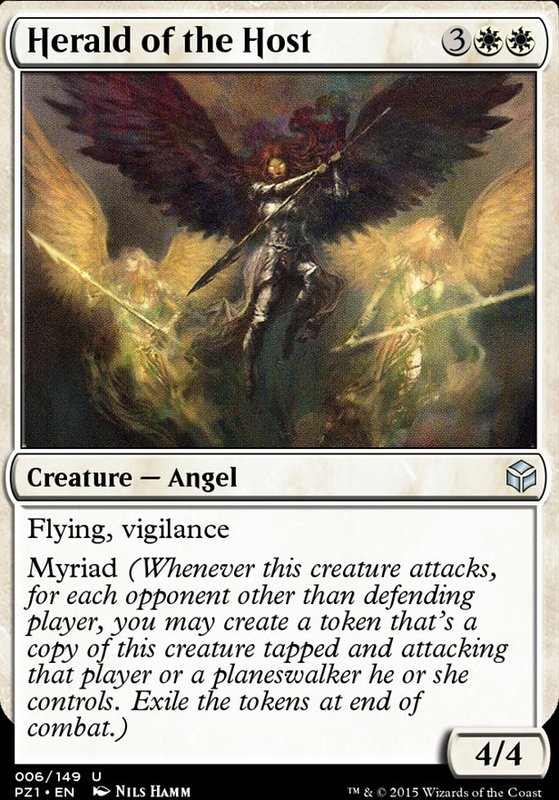 Herald of the Host 3
Creature — Angel
Flying, vigilance
Myriad (Whenever this creature attacks,
for each opponent other than defending
player, you may create a token that's a
copy of this creature tapped and attacking
that player or a planeswalker he or she
controls. Exile the tokens at end of
combat.)
4/4
006/149 U
PZ1 • EN Nils Hamm ™ & © 2015 Wizards of the Coast